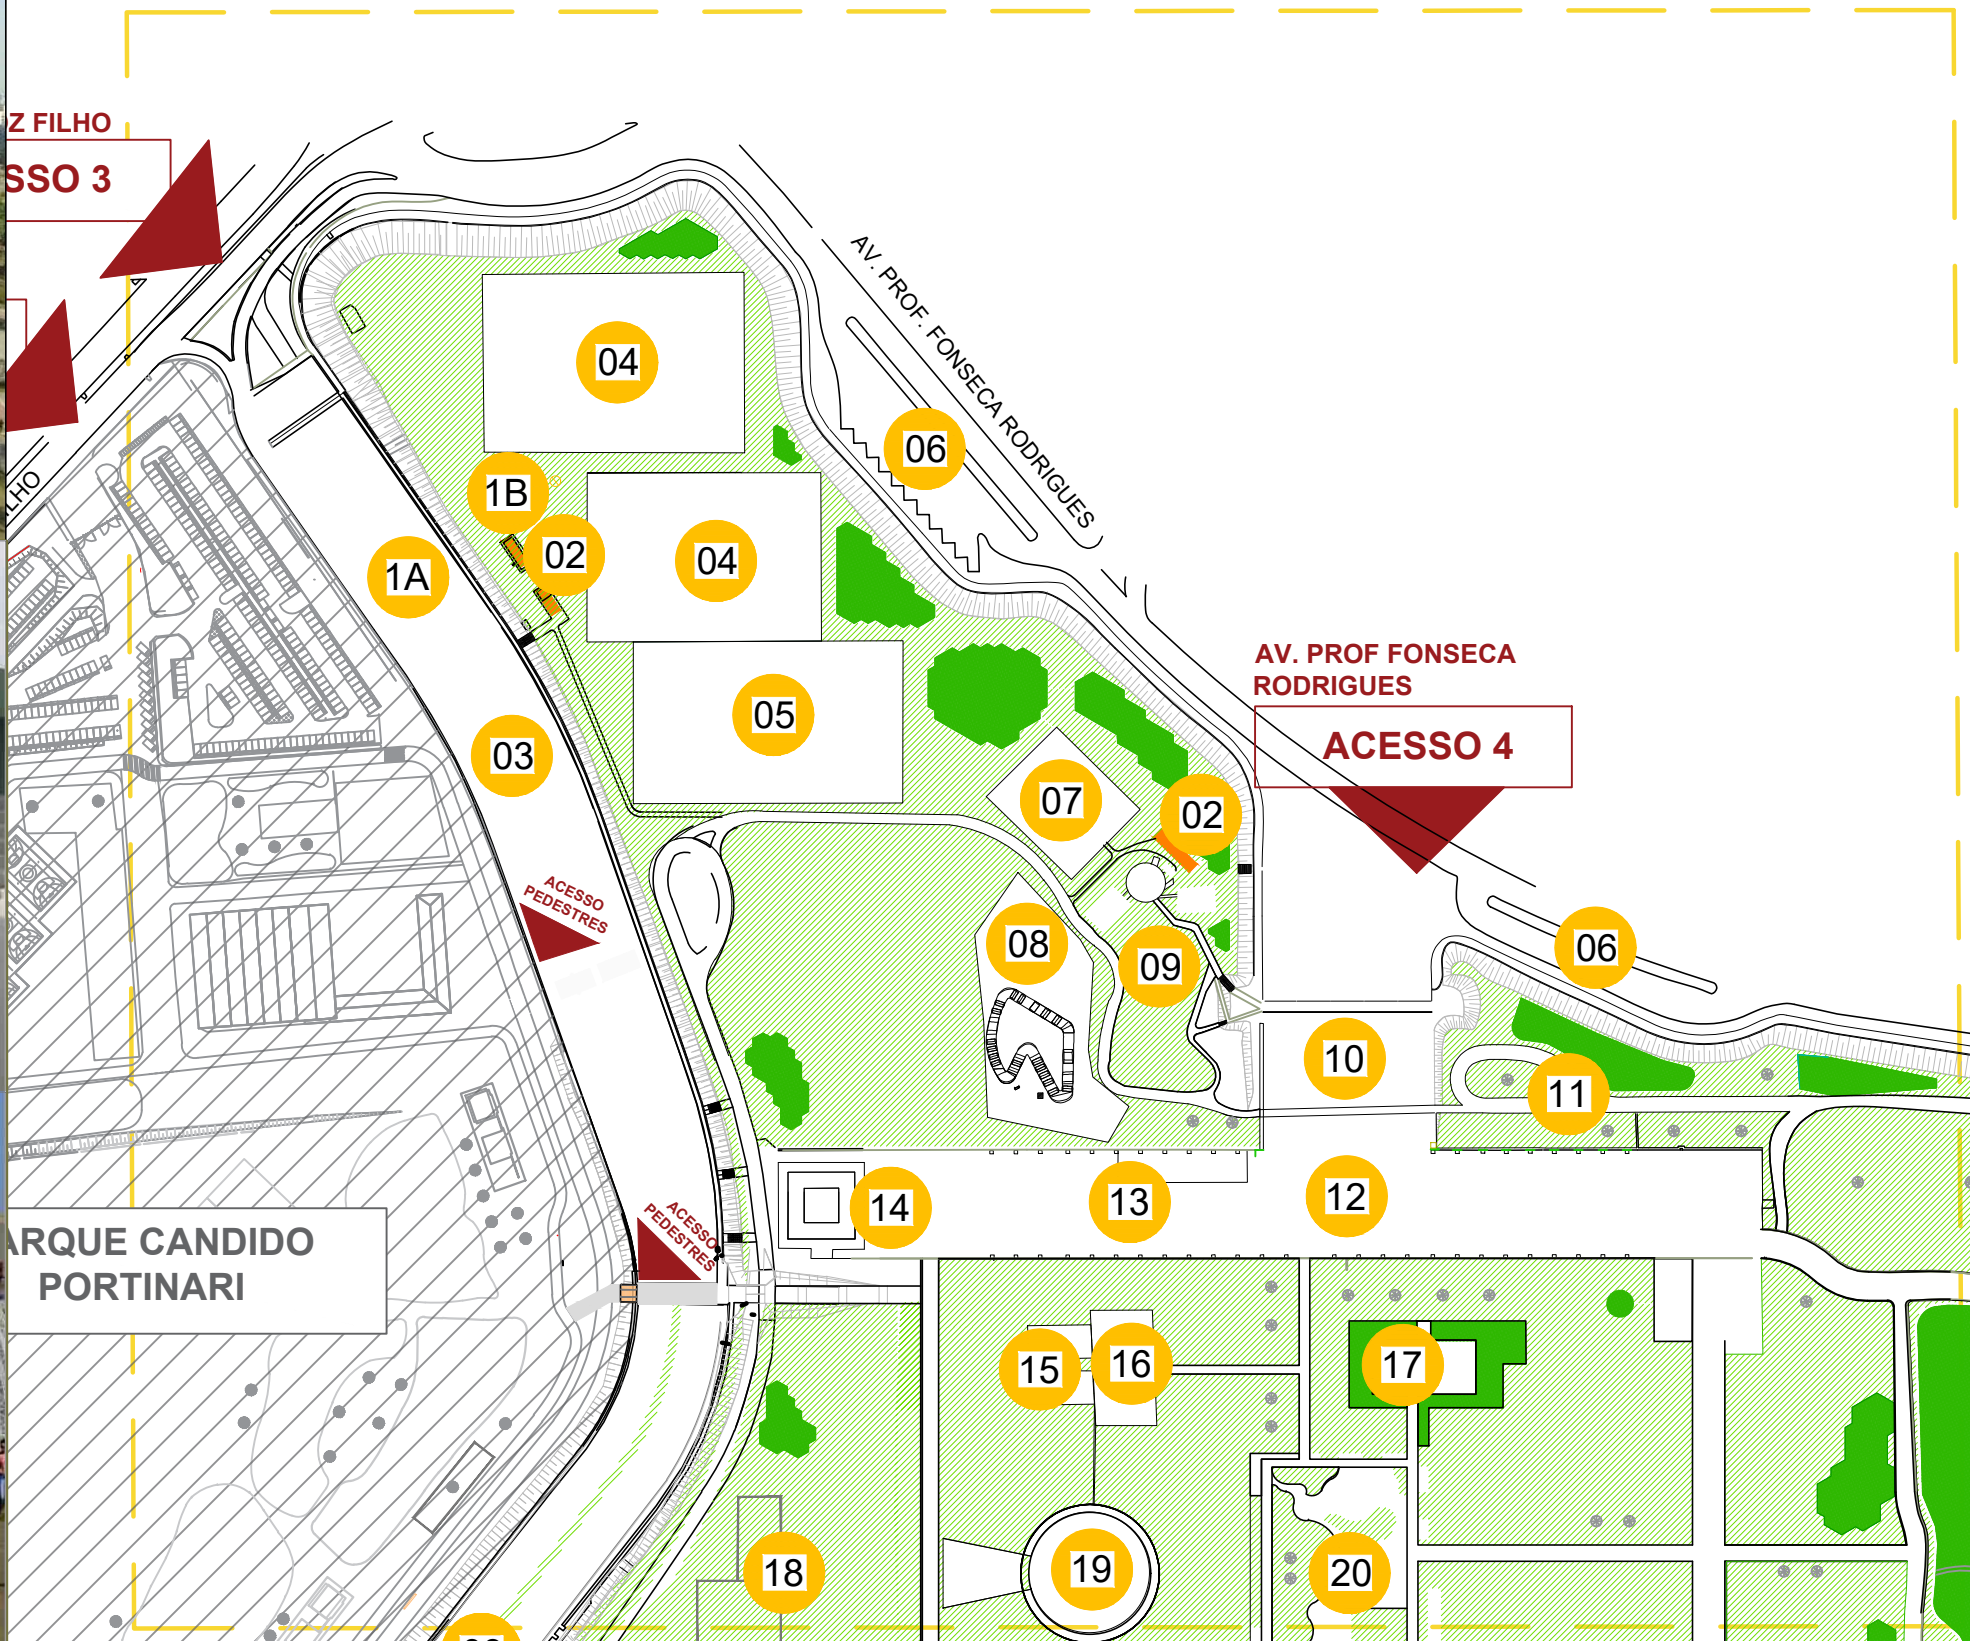 Z FILHO
SSO 3
AV. PROF. FONSECA RODRIGUES
04
06
1B
02
04
1A
ILHO
AV. PROF FONSECA
RODRIGUES
ACESSO 4
05
03
07
02
ACESSO
PEDESTRES
08
09
06
10
11
14
13
12
ACESSO
PEDESTRES
ARQUE CANDIDO
PORTINARI
15
16
17
18
19
20